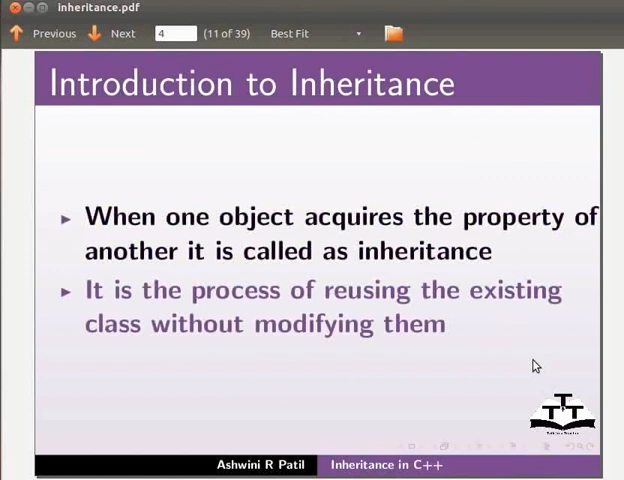 inheritance.pdf
Previous Next 4 (11 of 39) Best Fit
Introduction to Inheritance
When one object acquires the property of
another it is called as inheritance
It is the process of reusing the existing
class without modifying them
Ashwini R Patil Inheritance in C++